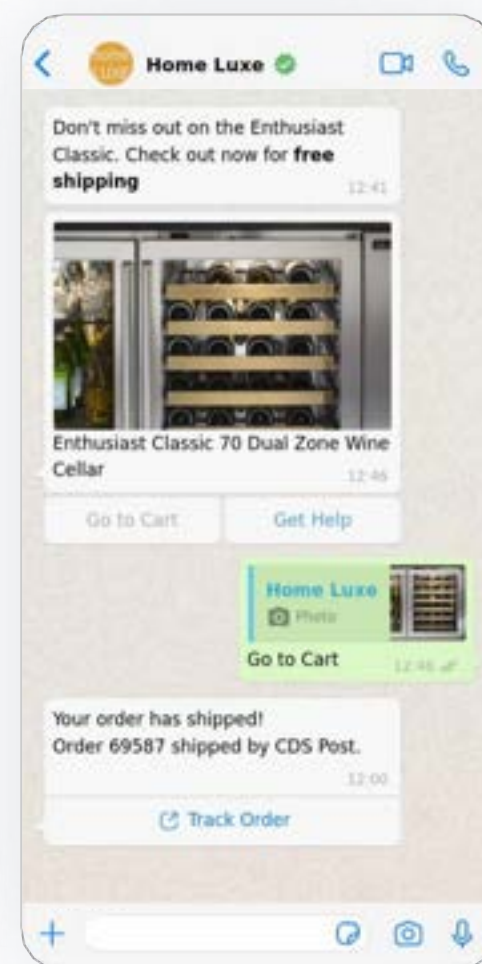 HOME
LUXE
Home Luxe
Don't miss out on the Enthusiast
Classic. Check out now for free
shipping
12:41
Enthusiast Classic 70 Dual Zone Wine
Cellar
12:46
Go to Cart
Get Help
Home Luxe
Photo
Go to Cart
12:46
Your order has shipped!
Order 69587 shipped by CDS Post.
12:00
Track Order